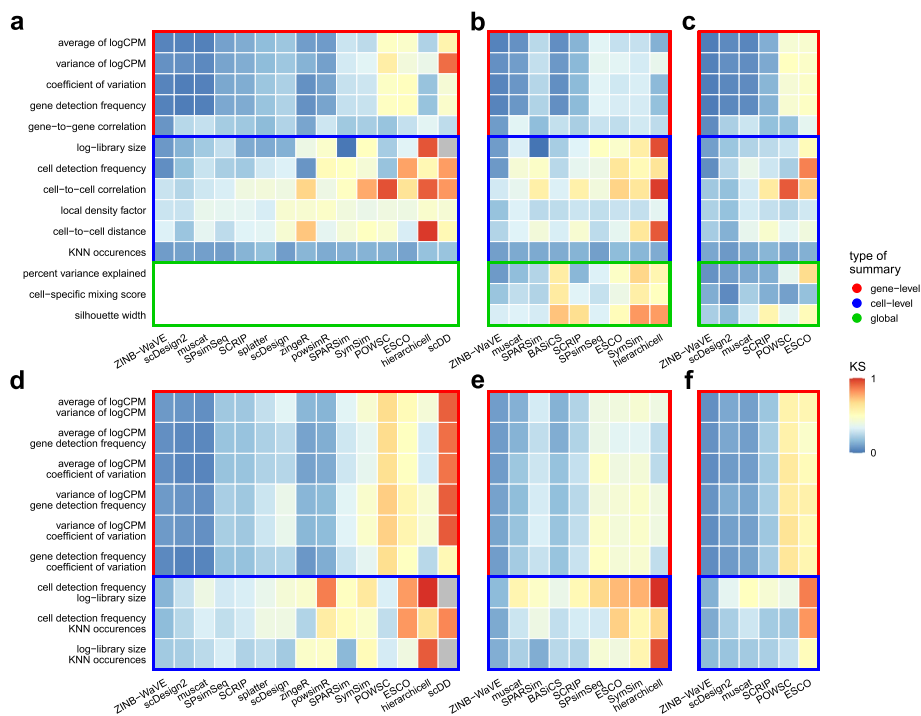 a
b
c
average of logCPM
variance of logCPM
coefficient of variation
gene detection frequency
gene−to−gene correlation
log−library size
cell detection frequency
cell−to−cell correlation
local density factor
cell−to−cell distance
KNN occurences
percent variance explained
cell−specific mixing score
silhouette width
ZINB−WaVE
scDesign2
muscat
SPsimSeq
SCRIP
splatter
scDesign
zingeR
powsimR
SPARSim
SymSim
POWSC
ESCO
hierarchicell
scDD
ZINB−WaVE
muscat
SPARSim
BASiCS
SCRIP
SPsimSeq
ESCO
SymSim
hierarchicell
ZINB−WaVE
scDesign2
muscat
SCRIP
POWSC
ESCO
type of
summary
gene−level
cell−level
global
KS
1
0
d
e
f
average of logCPM
variance of logCPM
average of logCPM
gene detection frequency
average of logCPM
coefficient of variation
variance of logCPM
gene detection frequency
variance of logCPM
coefficient of variation
gene detection frequency
coefficient of variation
cell detection frequency
log−library size
cell detection frequency
KNN occurences
log−library size
KNN occurences
ZINB−WaVE
scDesign2
muscat
SPsimSeq
SCRIP
splatter
scDesign
zingeR
powsimR
SPARSim
SymSim
POWSC
ESCO
hierarchicell
scDD
ZINB−WaVE
muscat
SPARSim
BASiCS
SCRIP
SPsimSeq
ESCO
SymSim
hierarchicell
ZINB−WaVE
scDesign2
muscat
SCRIP
POWSC
ESCO